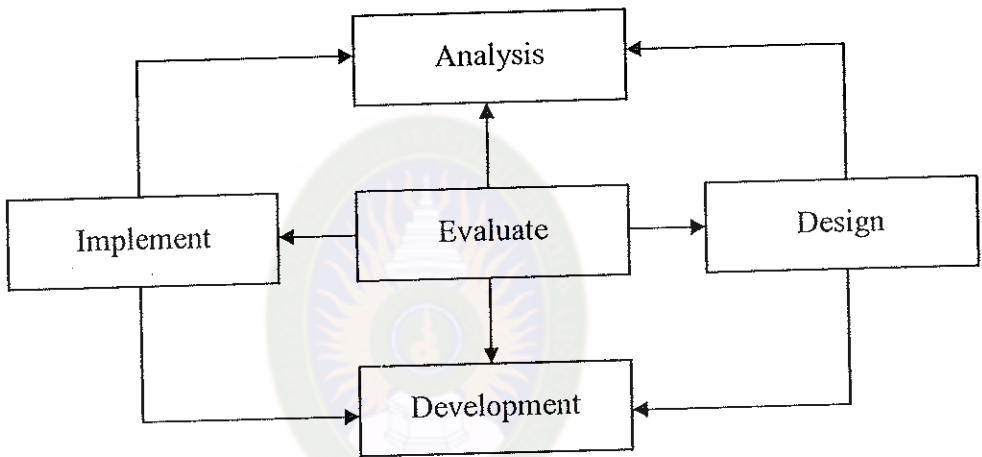 Analysis
Implement
Evaluate
Design
Development